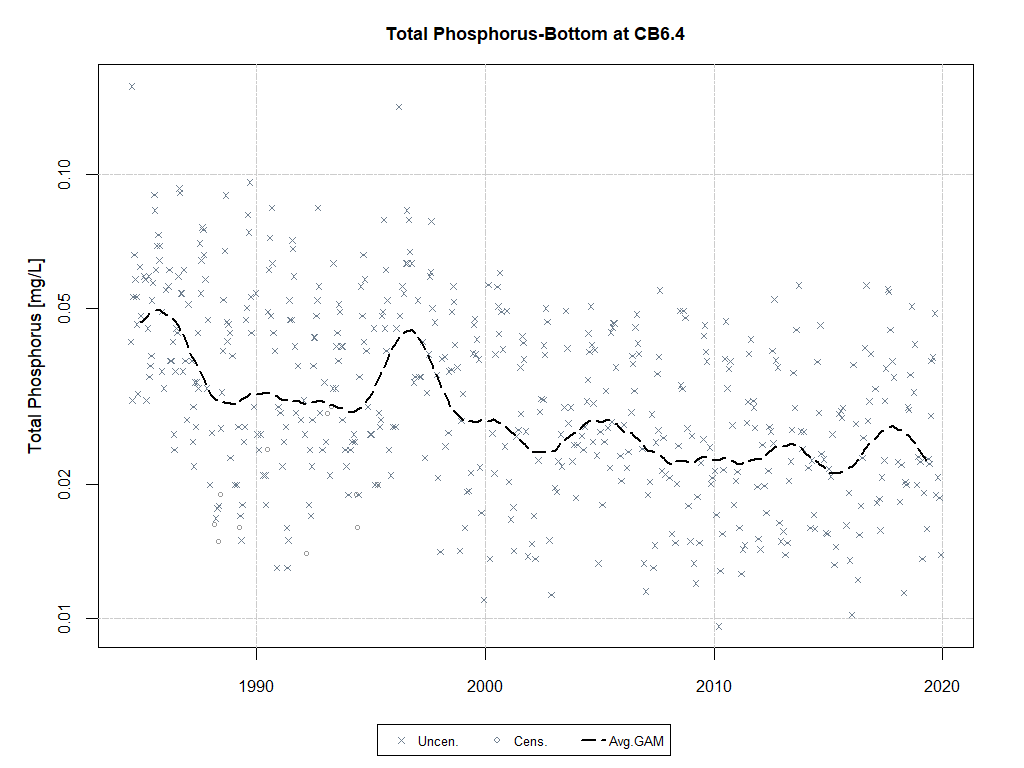 Total Phosphorus-Bottom at CB6.4
Total Phosphorus [mg/L]
0.10
0.05
0.02
0.01
1990 2000 2010 2020
Uncen. Cens. Avg.GAM